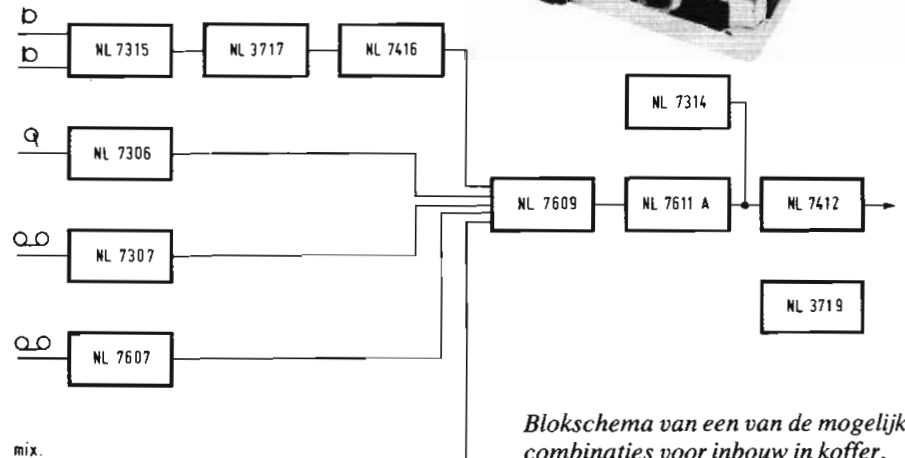 NL 7315
NL 3717
NL 7416
NL 7314
NL 7306
NL 7609
NL 7611 A
NL 7412
NL 7307
NL 3719
NL 7607
mix.
Blokschema van een van de mogelijk
combinaties voor inbouw in koffer.